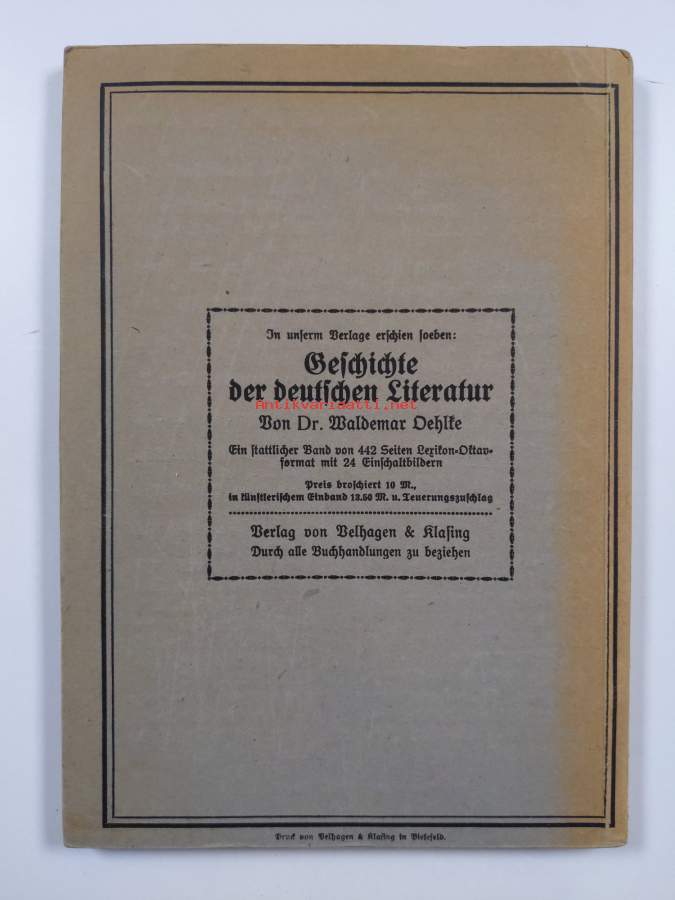 In unserm Verlage erschien soeben:
Geschichte
der deutschen Literatur
Antikvariaatti.net
Von Dr. Waldemar Oehlke
Ein stattlicher Band von 442 Seiten Lexikon-Oktav-
format mit 24 Einschaltbildern
Preis broschiert 10 M.,
in künstlerischem Einband 13.50 M. u. Teuerungszuschlag
Verlag von Velhagen & Klasing
Durch alle Buchhandlungen zu beziehen
Druck von Velhagen & Klasing in Bielefeld.